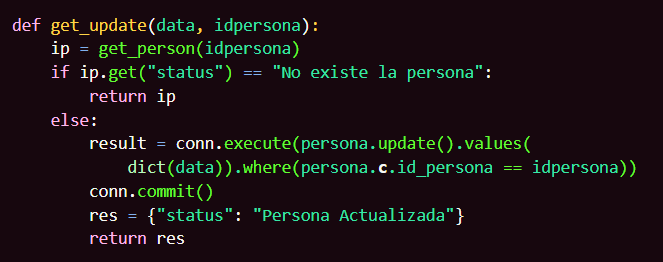 def get_update(data, idpersona):
    ip = get_person(idpersona)
    if ip.get("status") == "No existe la persona":
        return ip
    else:
        result = conn.execute(persona.update().values(
            dict(data)).where(persona.c.id_persona == idpersona))
        conn.commit()
        res = {"status": "Persona Actualizada"}
        return res